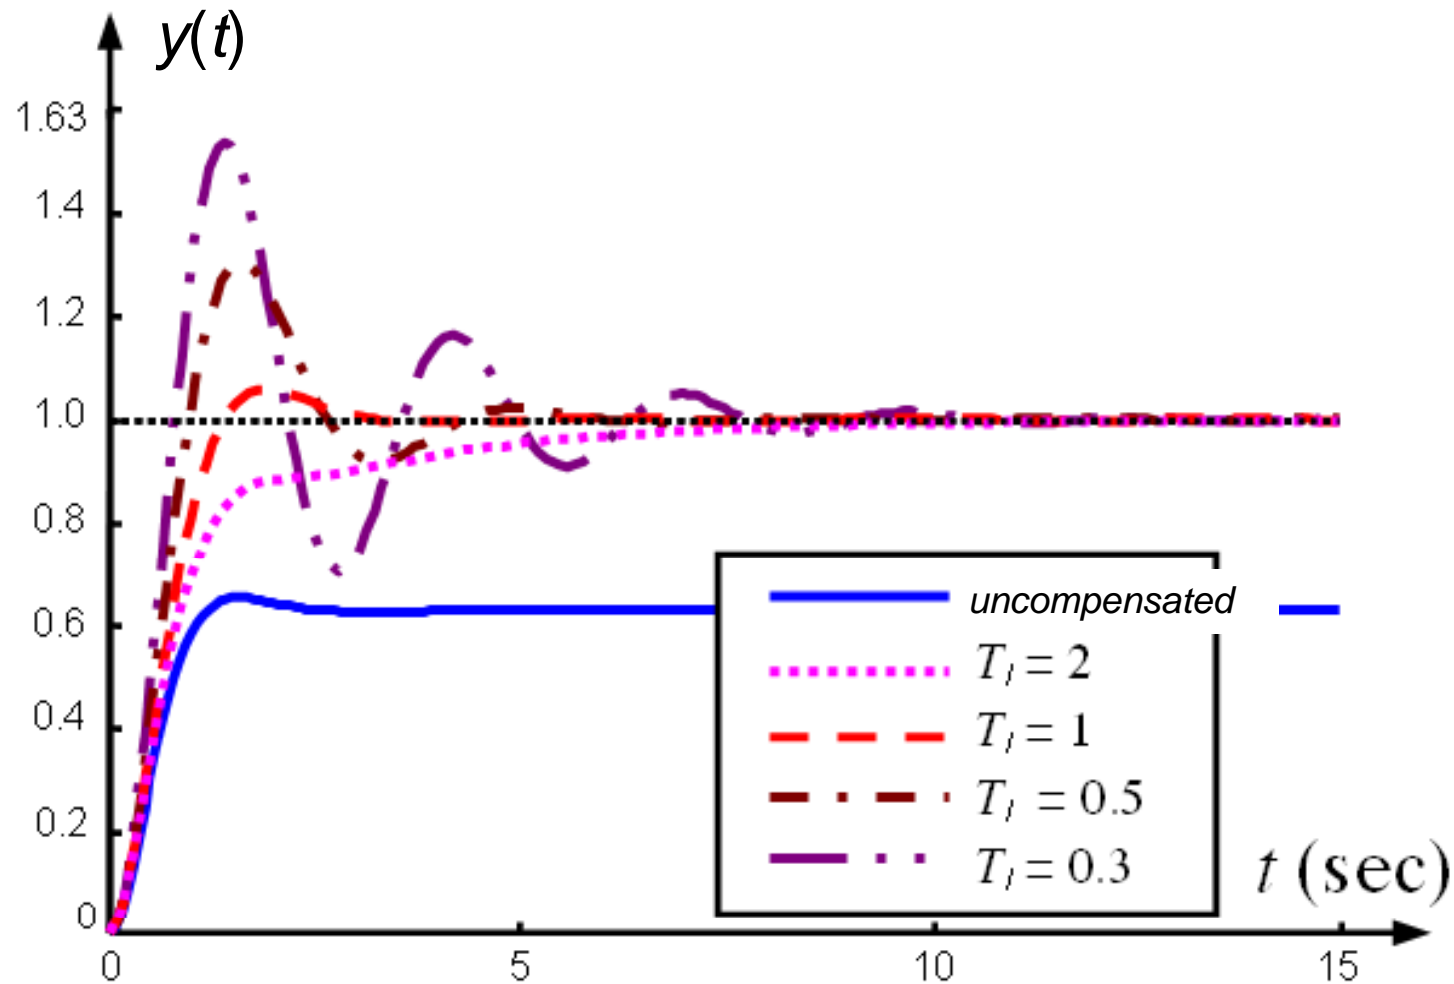 y(t)
1.63
1.4
1.2
1.0
0.8
0.6
0.4
0.2
0
uncompensated
T_I = 2
T_I = 1
T_I = 0.5
T_I = 0.3
t (sec)
0 5 10 15